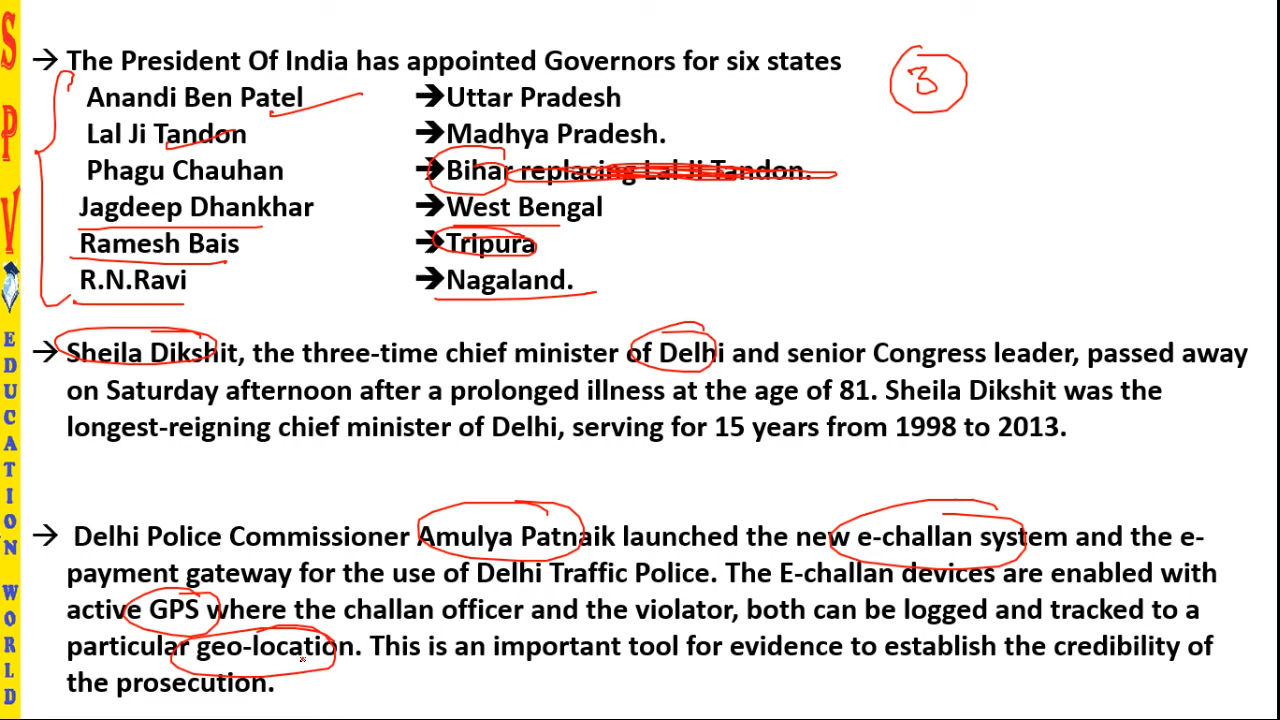 S P V EDUCATION WORLD
→ The President Of India has appointed Governors for six states
3
Anandi Ben Patel ➔Uttar Pradesh
Lal Ji Tandon ➔Madhya Pradesh.
Phagu Chauhan ➔Bihar replacing Lal Ji Tandon.
Jagdeep Dhankhar ➔West Bengal
Ramesh Bais ➔Tripura
R.N.Ravi ➔Nagaland.
→ Sheila Dikshit, the three-time chief minister of Delhi and senior Congress leader, passed away
on Saturday afternoon after a prolonged illness at the age of 81. Sheila Dikshit was the
longest-reigning chief minister of Delhi, serving for 15 years from 1998 to 2013.
→ Delhi Police Commissioner Amulya Patnaik launched the new e-challan system and the e-
payment gateway for the use of Delhi Traffic Police. The E-challan devices are enabled with
active GPS where the challan officer and the violator, both can be logged and tracked to a
particular geo-location. This is an important tool for evidence to establish the credibility of
the prosecution.